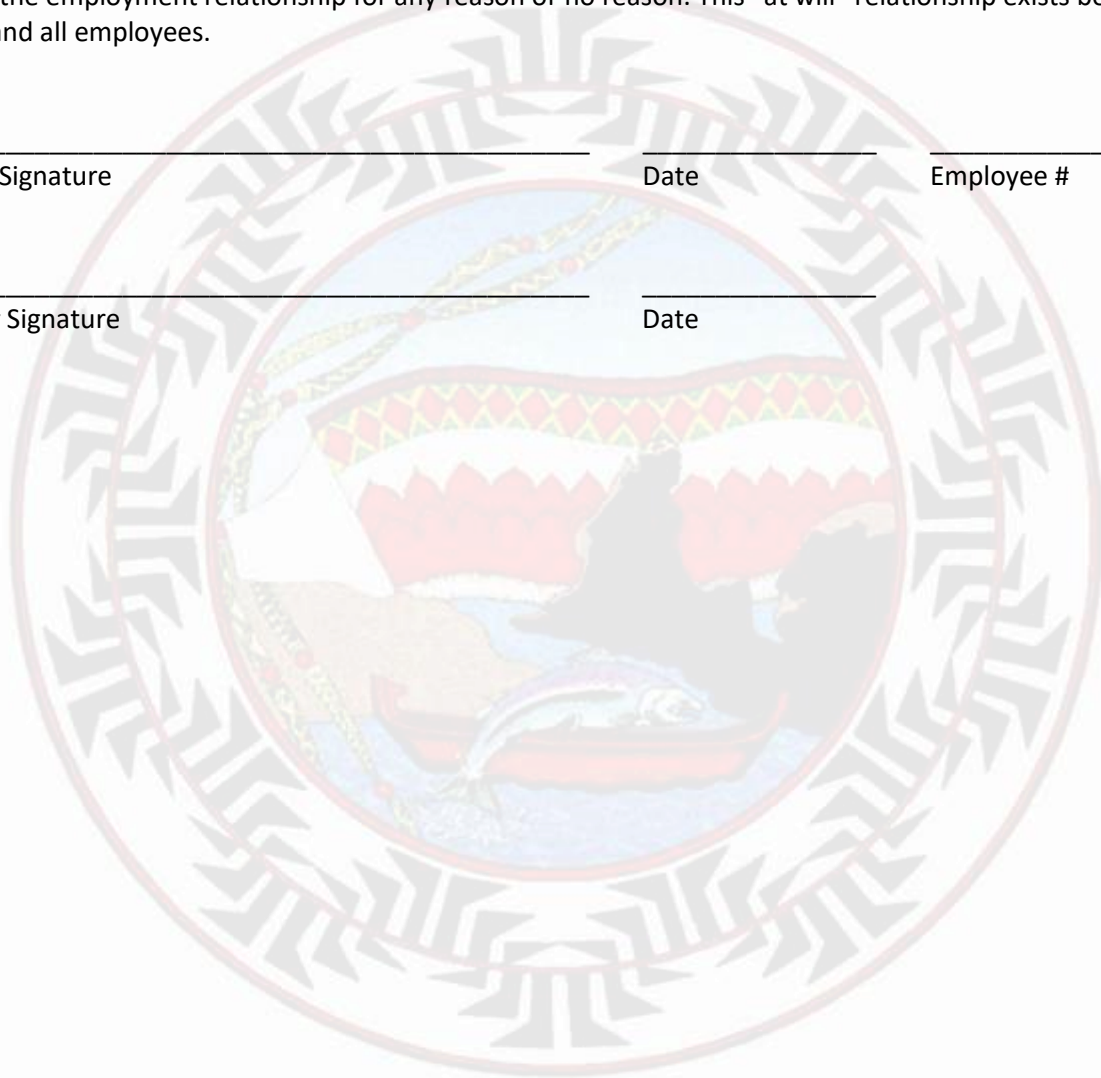 the employment relationship for any reason or no reason. This "at will" relationship exists be
and all employees.
Signature Date Employee #
Signature Date